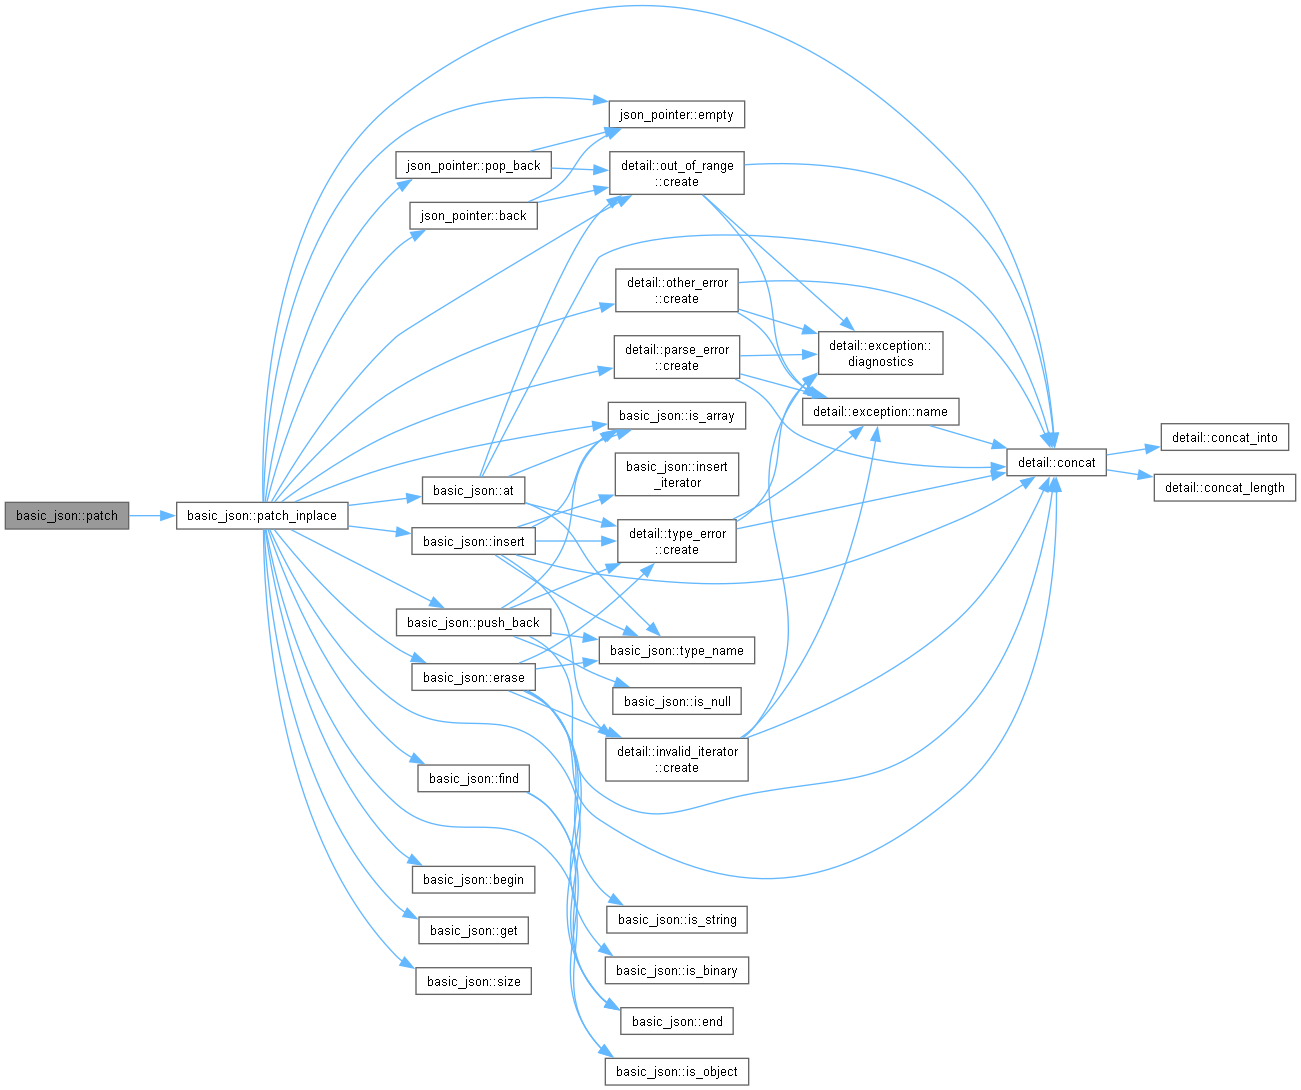 basic_json::patch
basic_json::patch_inplace
json_pointer::pop_back
json_pointer::back
basic_json::at
basic_json::insert
basic_json::push_back
basic_json::erase
basic_json::find
basic_json::begin
basic_json::get
basic_json::size
json_pointer::empty
detail::out_of_range
::create
detail::other_error
::create
detail::parse_error
::create
basic_json::is_array
basic_json::insert
_iterator
detail::type_error
::create
basic_json::type_name
basic_json::is_null
detail::invalid_iterator
::create
basic_json::is_string
basic_json::is_binary
basic_json::end
basic_json::is_object
detail::exception::
diagnostics
detail::exception::name
detail::concat
detail::concat_into
detail::concat_length